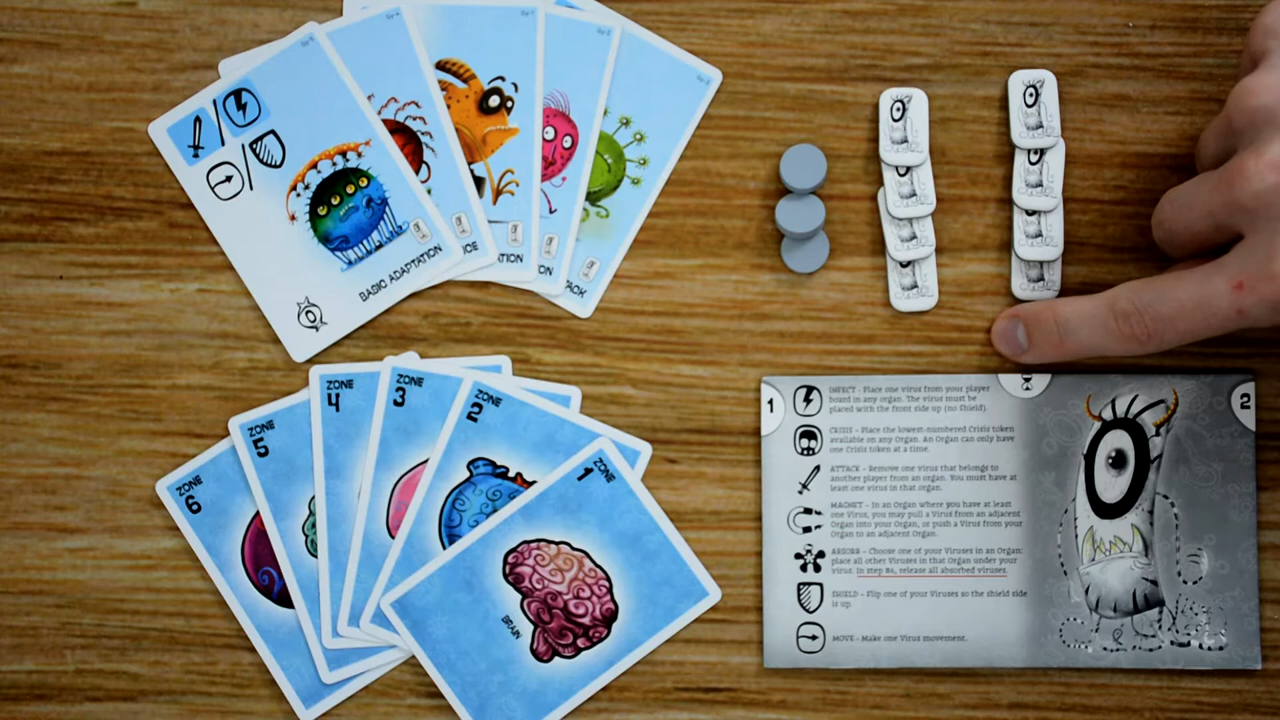 0
BASIC ADAPTATION
ICE
TION
ON
TACK
ZONE
6
ZONE
5
ZONE
4
ZONE
3
ZONE
2
ZONE
1
BRAIN
1
INFECT - Place one virus from your player
board in any organ. The virus must be
placed with the front side up (no Shield).
CRISIS - Place the lowest-numbered Crisis token
available on any Organ. An Organ can only have
one Crisis token at a time.
ATTACK - Remove one virus that belongs to
another player from an organ. You must have at
least one virus in that organ.
MAGNET - In an Organ where you have at least
one Virus, you may pull a Virus from an adjacent
Organ into your Organ, or push a Virus from your
Organ to an adjacent Organ.
ABSORB - Choose one of your Viruses in an Organ;
place all other Viruses in that Organ under your
virus. In step B4, release all absorbed viruses.
SHIELD - Flip one of your Viruses so the shield side
is up.
MOVE - Make one Virus movement.
2